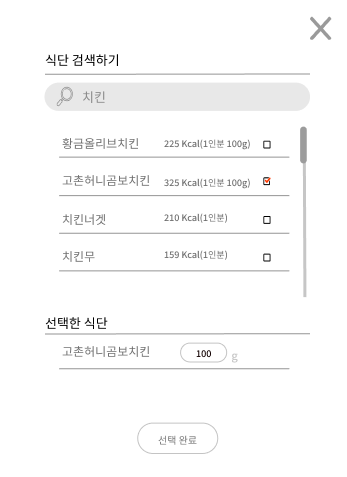 식단 검색하기
치킨
황금올리브치킨 225 Kcal(1인분 100g)
고촌허니곰보치킨 325 Kcal(1인분 100g)
치킨너겟 210 Kcal(1인분)
치킨무 159 Kcal(1인분)
선택한 식단
고촌허니곰보치킨 100 g
선택 완료